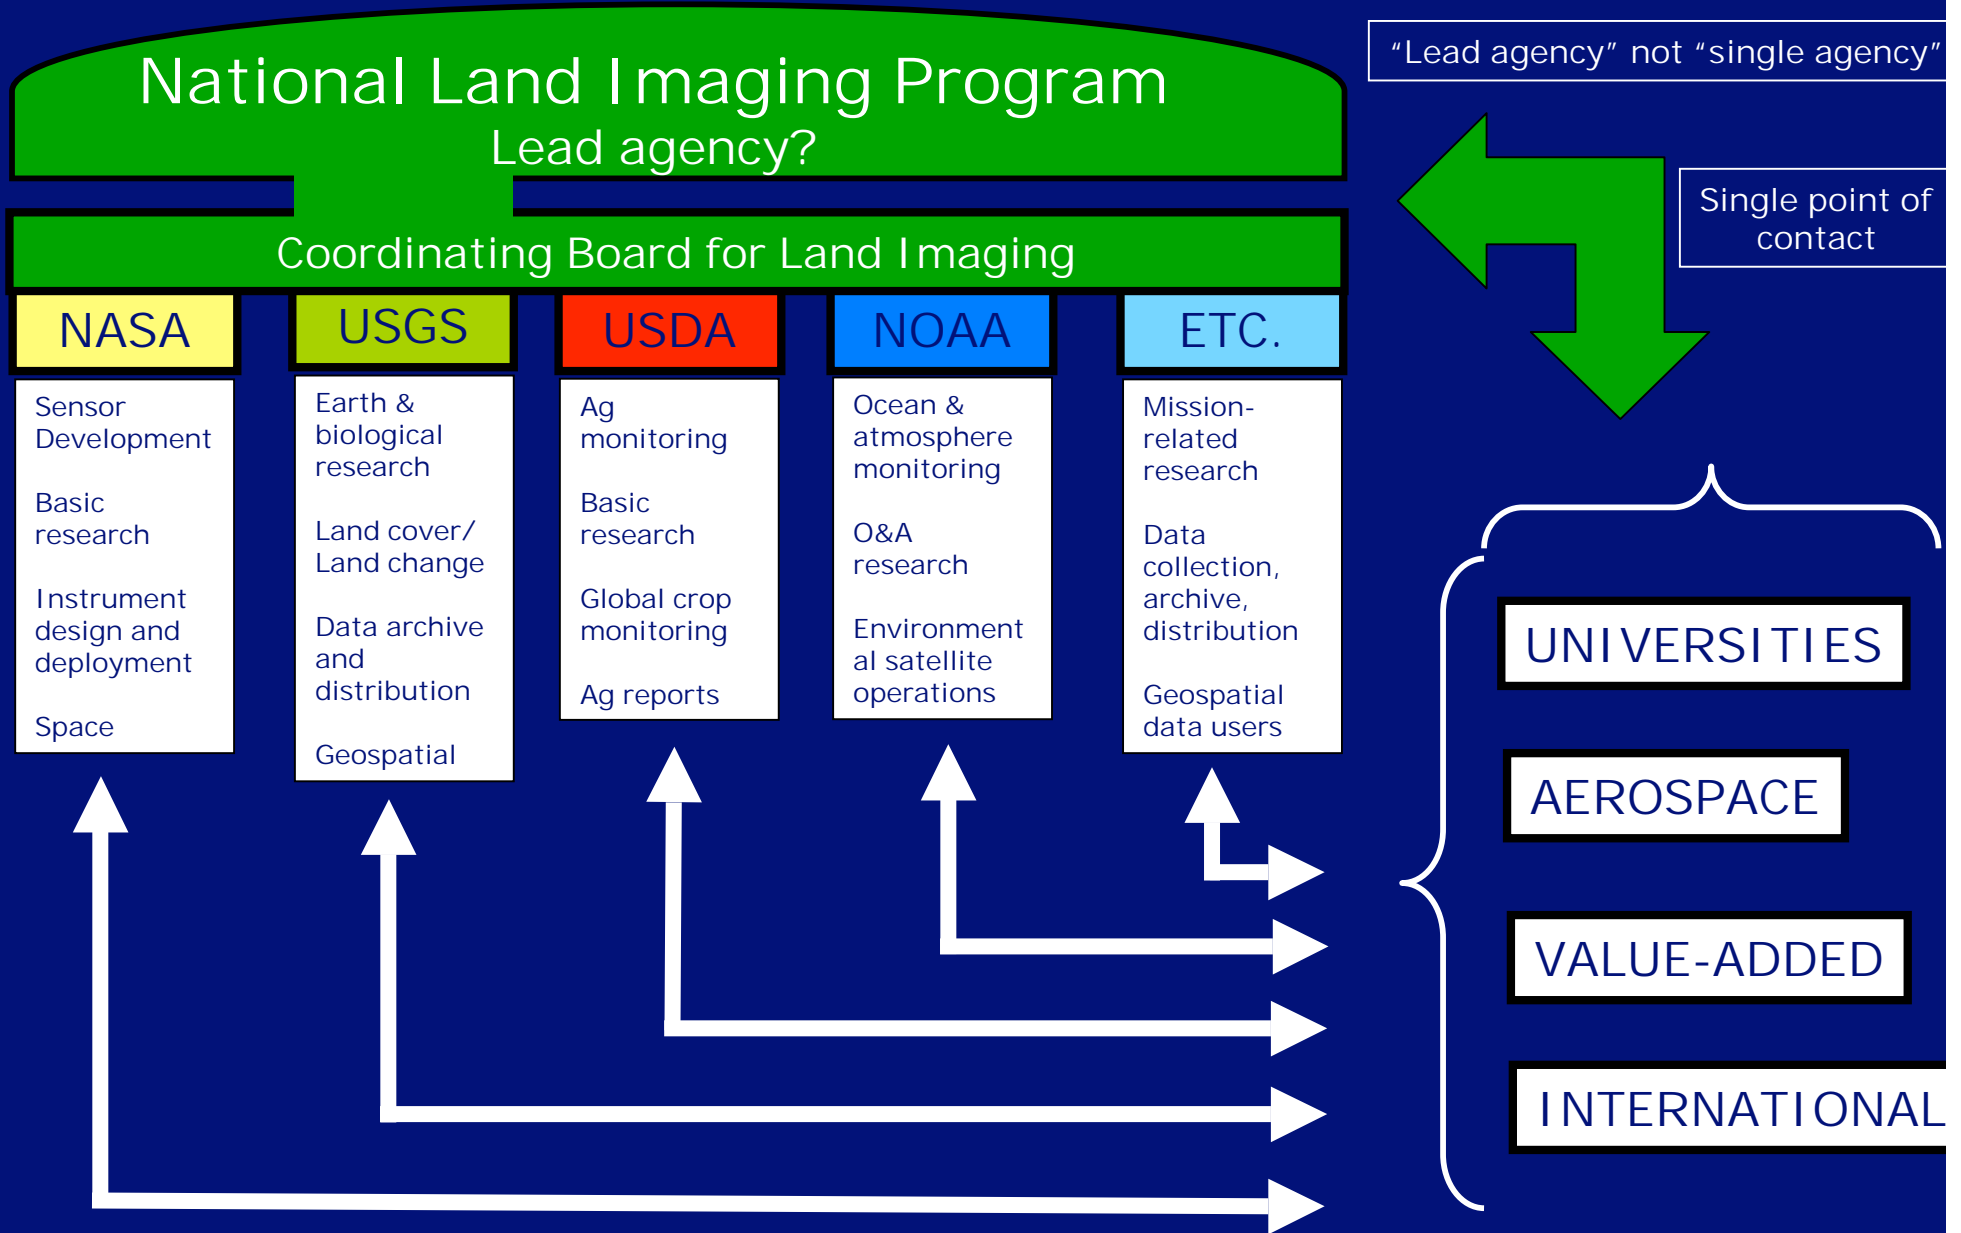 National Land Imaging Program
Lead agency?
“Lead agency” not “single agency”
Single point of
contact
Coordinating Board for Land Imaging
NASA
USGS
USDA
NOAA
ETC.
Sensor
Development
Basic
research
Instrument
design and
deployment
Space
Earth &
biological
research
Land cover/
Land change
Data archive
and
distribution
Geospatial
Ag
monitoring
Basic
research
Global crop
monitoring
Ag reports
Ocean &
atmosphere
monitoring
O&A
research
Environment
al satellite
operations
Mission-
related
research
Data
collection,
archive,
distribution
Geospatial
data users
UNIVERSITIES
AEROSPACE
VALUE-ADDED
INTERNATIONAL